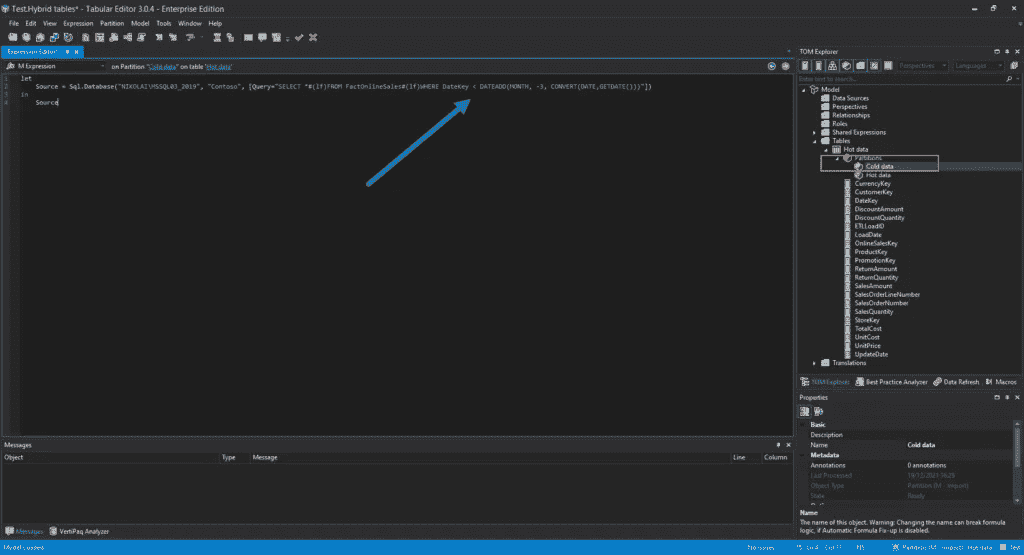 Test.Hybrid tables* - Tabular Editor 3.0.4 - Enterprise Edition
File Edit View Expression Partition Model Tools Window Help
Expression Editor
M Expression on Partition 'Cold data' on table 'Hot data'
1 let
2 Source = Sql.Database("NIKOLAI\MSSQL03_2019", "Contoso", [Query="SELECT *#(lf)FROM FactOnlineSales#(lf)WHERE DateKey < DATEADD(MONTH, -3, CONVERT(DATE,GETDATE()))"])
3 in
4 Source
TOM Explorer
Perspectives Languages
Enter text to search...
Model
Data Sources
Perspectives
Relationships
Roles
Shared Expressions
Tables
Hot data
Partitions
Cold data
Hot data
CurrencyKey
CustomerKey
DateKey
DiscountAmount
DiscountQuantity
ETLLoadID
LoadDate
OnlineSalesKey
ProductKey
PromotionKey
ReturnAmount
ReturnQuantity
SalesAmount
SalesOrderLineNumber
SalesOrderNumber
SalesQuantity
StoreKey
TotalCost
UnitCost
UnitPrice
UpdateDate
Translations
TOM Explorer Best Practice Analyzer Data Refresh Macros
Properties
Basic
Description
Name Cold data
Metadata
Annotations 0 annotations
Last Processed
Object Type Partition (M - Import)
State Ready
Name
The name of this object. Warning: Changing the name can break formula
logic, if Automatic Formula Fix-up is disabled.
Messages
Object Type Message Line Column
Messages VertiPaq Analyzer